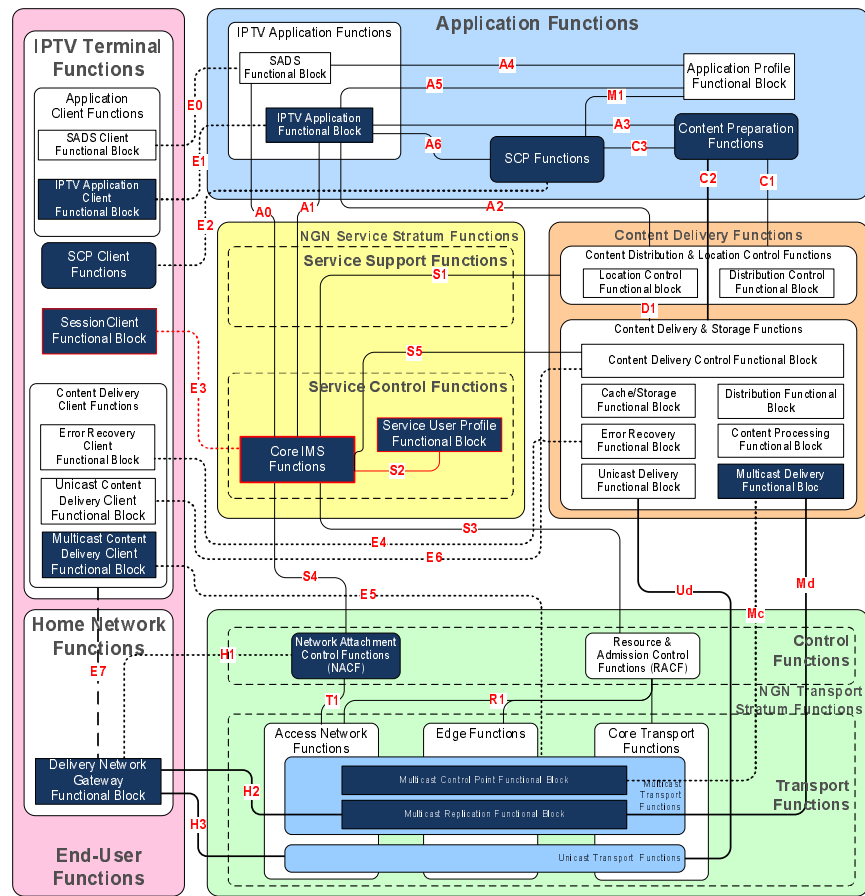 IPTV Terminal
Functions
Application
Client Functions
SADS Client
Functional Block
IPTV Application
Client
Functional Block
SCP Client
Functions
Session Client
Functional Block
Content Delivery
Client Functions
Error Recovery
Client
Functional Block
Unicast Content
Delivery Client
Functional Block
Multicast Content
Delivery Client
Functional Block
Home Network
Functions
E7
Delivery Network
Gateway
Functional Block
End-User
Functions
E0
E1
E2
E3
E4
E6
E5
H1
H2
H3
Application Functions
IPTV Application Functions
SADS
Functional Block
IPTV Application
Functional Block
A4
A5
M1
A3
A6
C3
SCP Functions
Application Profile
Functional Block
Content Preparation
Functions
C2
C1
A0
A1
A2
NGN Service Stratum Functions
Service Support Functions
S1
S5
Service Control Functions
Service User Profile
Functional Block
Core IMS
Functions
S2
S3
S4
Content Delivery Functions
Content Distribution & Location Control Functions
Location Control
Functional block
Distribution Control
Functional Block
D1
Content Delivery & Storage Functions
Content Delivery Control Functional Block
Cache/Storage
Functional Block
Distribution Functional
Block
Error Recovery
Functional Block
Content Processing
Functional Block
Unicast Delivery
Functional Block
Multicast Delivery
Functional Bloc
Ud
Md
Mc
Network Attachment
Control Functions
(NACF)
Resource &
Admission Control
Functions (RACF)
Control
Functions
NGN Transport
Stratum Functions
T1
R1
Access Network
Functions
Edge Functions
Core Transport
Functions
Multicast Control Point Functional Block
Multicast Replication Functional Block
Multicast
Transport
Functions
Unicast Transport Functions
Transport
Functions